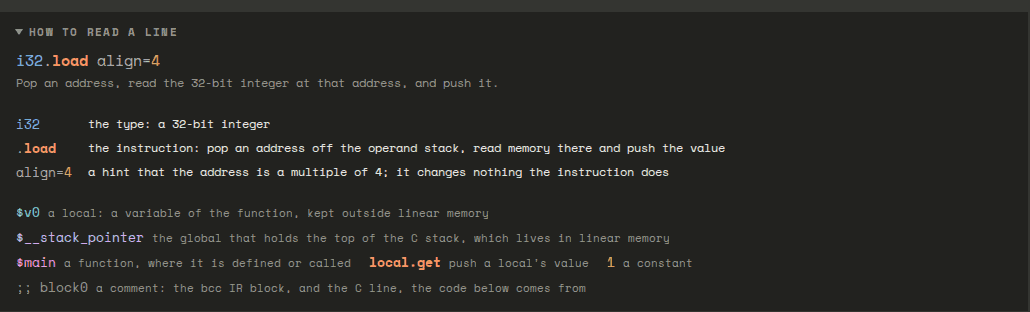 ▼ HOW TO READ A LINE
i32.load align=4
Pop an address, read the 32-bit integer at that address, and push it.
i32 the type: a 32-bit integer
.load the instruction: pop an address off the operand stack, read memory there and push the value
align=4 a hint that the address is a multiple of 4; it changes nothing the instruction does
$v0 a local: a variable of the function, kept outside linear memory
$__stack_pointer the global that holds the top of the C stack, which lives in linear memory
$main a function, where it is defined or called local.get push a local's value 1 a constant
;; block0 a comment: the bcc IR block, and the C line, the code below comes from